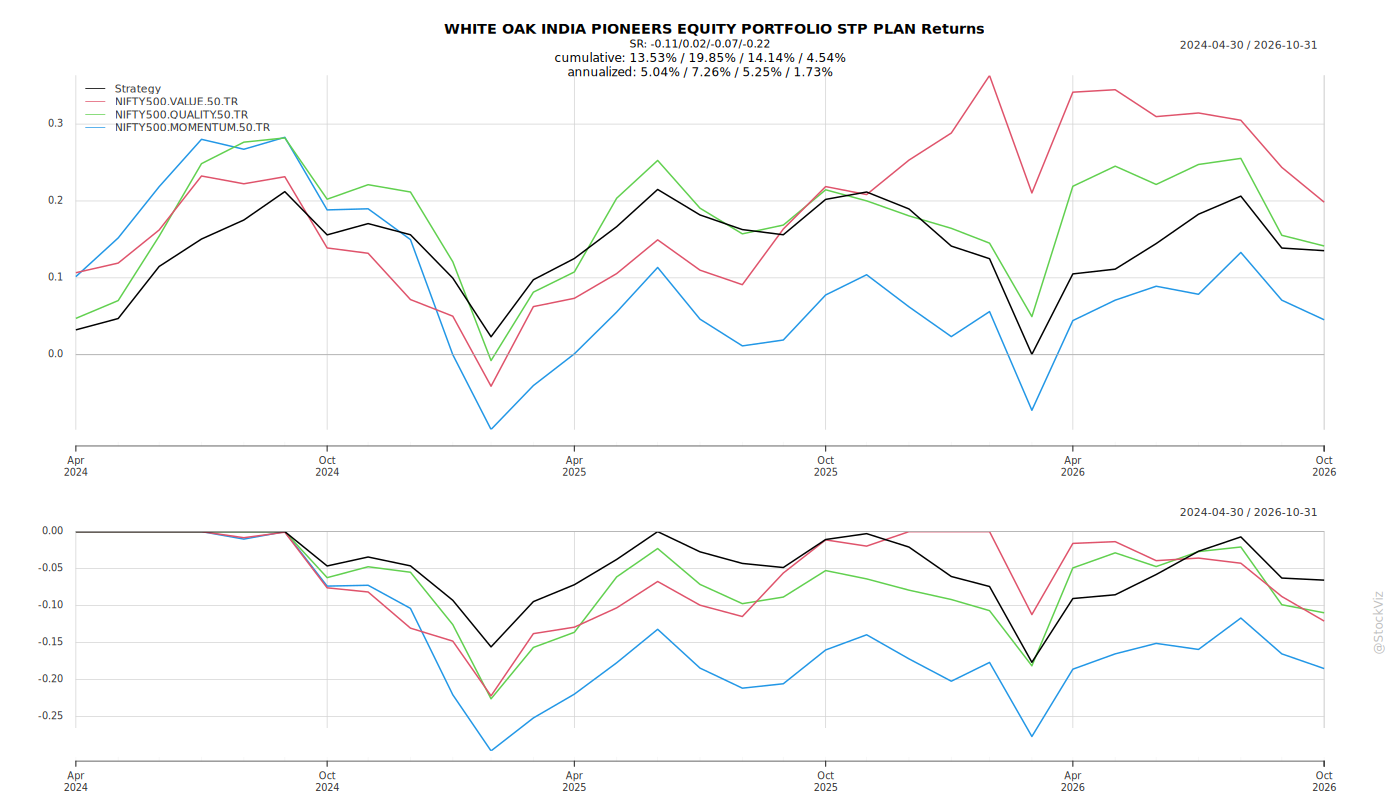 WHITE OAK INDIA PIONEERS EQUITY PORTFOLIO STP PLAN Returns
SR: -0.11/0.02/-0.07/-0.22
cumulative: 13.53% / 19.85% / 14.14% / 4.54%
annualized: 5.04% / 7.26% / 5.25% / 1.73%
2024-04-30 / 2026-10-31
Strategy
NIFTY500.VALUE.50.TR
NIFTY500.QUALITY.50.TR
NIFTY500.MOMENTUM.50.TR
0.3
0.2
0.1
0.0
Apr 2024
Oct 2024
Apr 2025
Oct 2025
Apr 2026
Oct 2026
2024-04-30 / 2026-10-31
0.00
-0.05
-0.10
-0.15
-0.20
-0.25
Apr 2024
Oct 2024
Apr 2025
Oct 2025
Apr 2026
Oct 2026
@StockViz